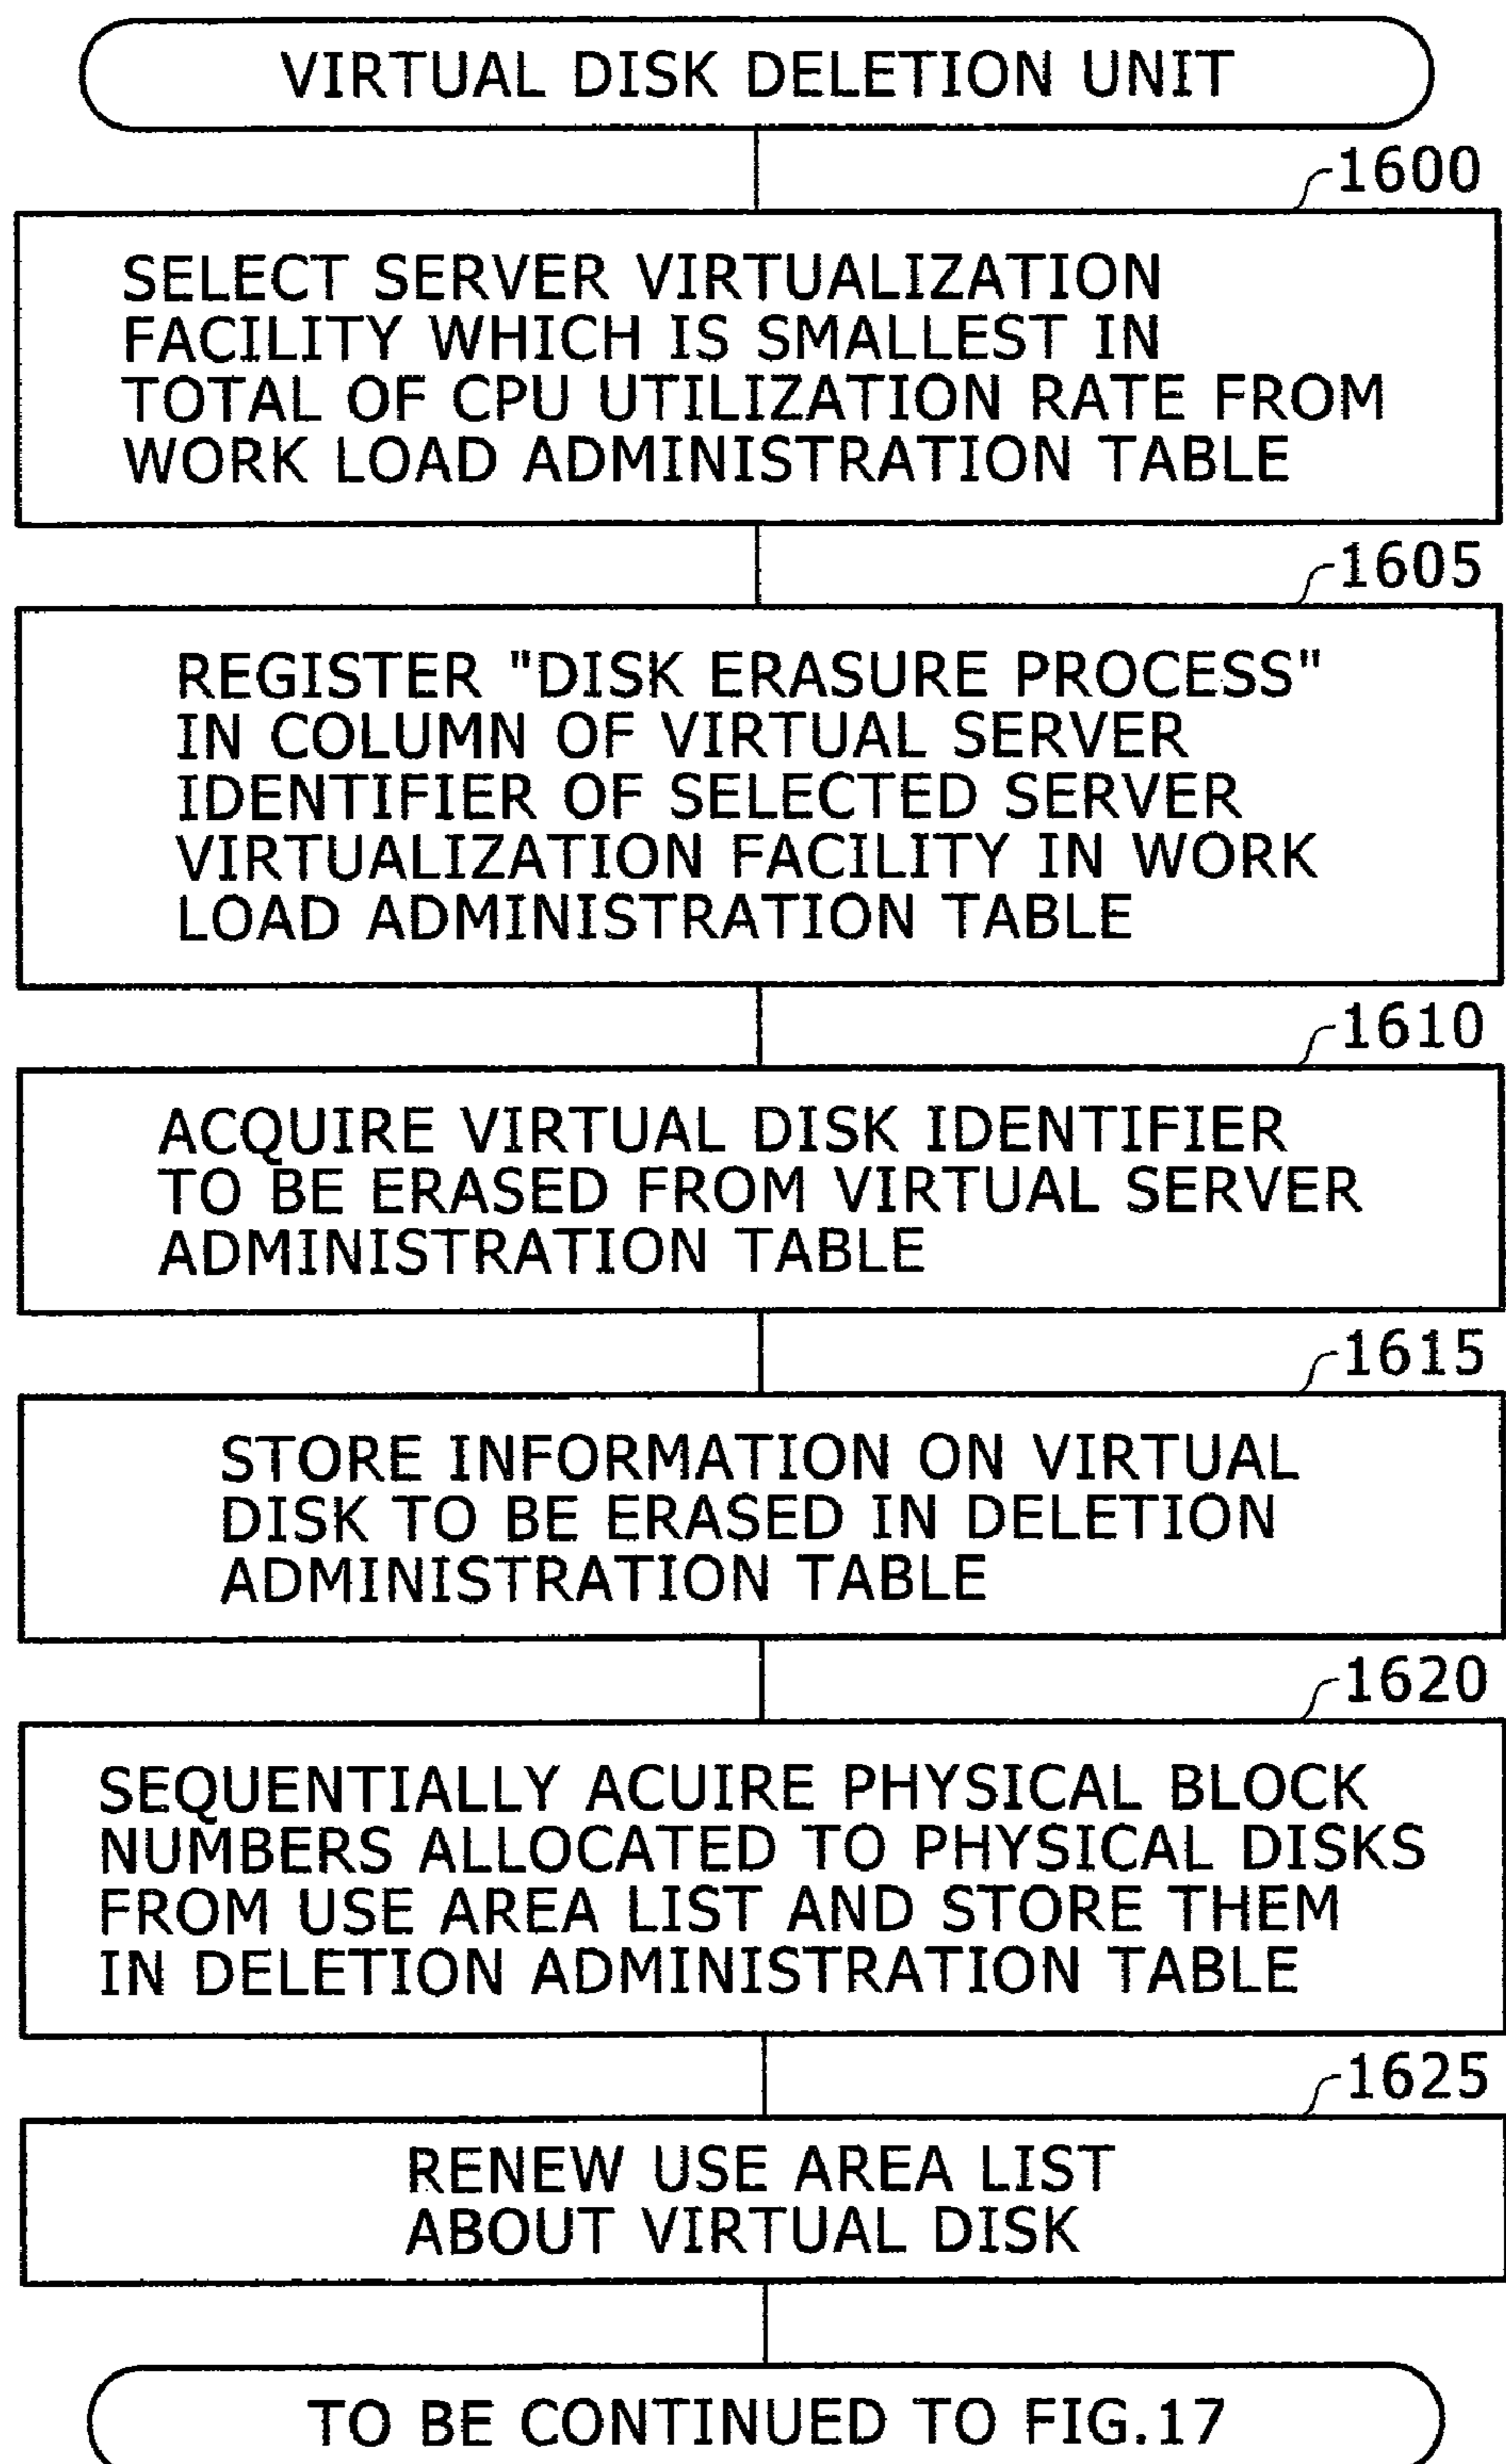 VIRTUAL DISK DELETION UNIT
1600
SELECT SERVER VIRTUALIZATION
FACILITY WHICH IS SMALLEST IN
TOTAL OF CPU UTILIZATION RATE FROM
WORK LOAD ADMINISTRATION TABLE
1605
REGISTER "DISK ERASURE PROCESS"
IN COLUMN OF VIRTUAL SERVER
IDENTIFIER OF SELECTED SERVER
VIRTUALIZATION FACILITY IN WORK
LOAD ADMINISTRATION TABLE
1610
ACQUIRE VIRTUAL DISK IDENTIFIER
TO BE ERASED FROM VIRTUAL SERVER
ADMINISTRATION TABLE
1615
STORE INFORMATION ON VIRTUAL
DISK TO BE ERASED IN DELETION
ADMINISTRATION TABLE
1620
SEQUENTIALLY ACUIRE PHYSICAL BLOCK
NUMBERS ALLOCATED TO PHYSICAL DISKS
FROM USE AREA LIST AND STORE THEM
IN DELETION ADMINISTRATION TABLE
1625
RENEW USE AREA LIST
ABOUT VIRTUAL DISK
TO BE CONTINUED TO FIG.17